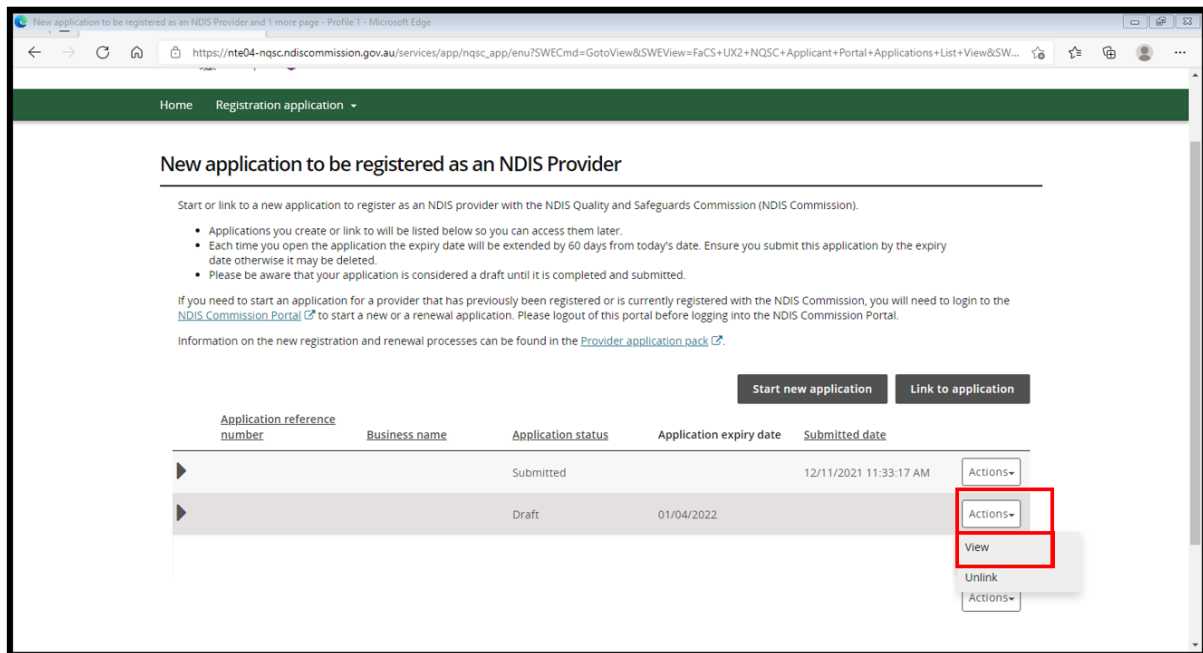 New application to be registered as an NDIS Provider and 1 more page - Profile 1 - Microsoft Edge
https://nte04-nqsc.ndiscommission.gov.au/services/app/nqsc_app/enu?SWECmd=GotoView&SWEView=FaCS+UX2+NQSC+Applicant+Portal+Applications+List+View&SW...
Home Registration application
New application to be registered as an NDIS Provider
Start or link to a new application to register as an NDIS provider with the NDIS Quality and Safeguards Commission (NDIS Commission).
• Applications you create or link to will be listed below so you can access them later.
• Each time you open the application the expiry date will be extended by 60 days from today's date. Ensure you submit this application by the expiry
date otherwise it may be deleted.
• Please be aware that your application is considered a draft until it is completed and submitted.
If you need to start an application for a provider that has previously been registered or is currently registered with the NDIS Commission, you will need to login to the
NDIS Commission Portal to start a new or a renewal application. Please logout of this portal before logging into the NDIS Commission Portal.
Information on the new registration and renewal processes can be found in the Provider application pack.
Start new application Link to application
Application reference
number Business name Application status Application expiry date Submitted date
Submitted 12/11/2021 11:33:17 AM Actions
Draft 01/04/2022 Actions
View
Unlink
Actions